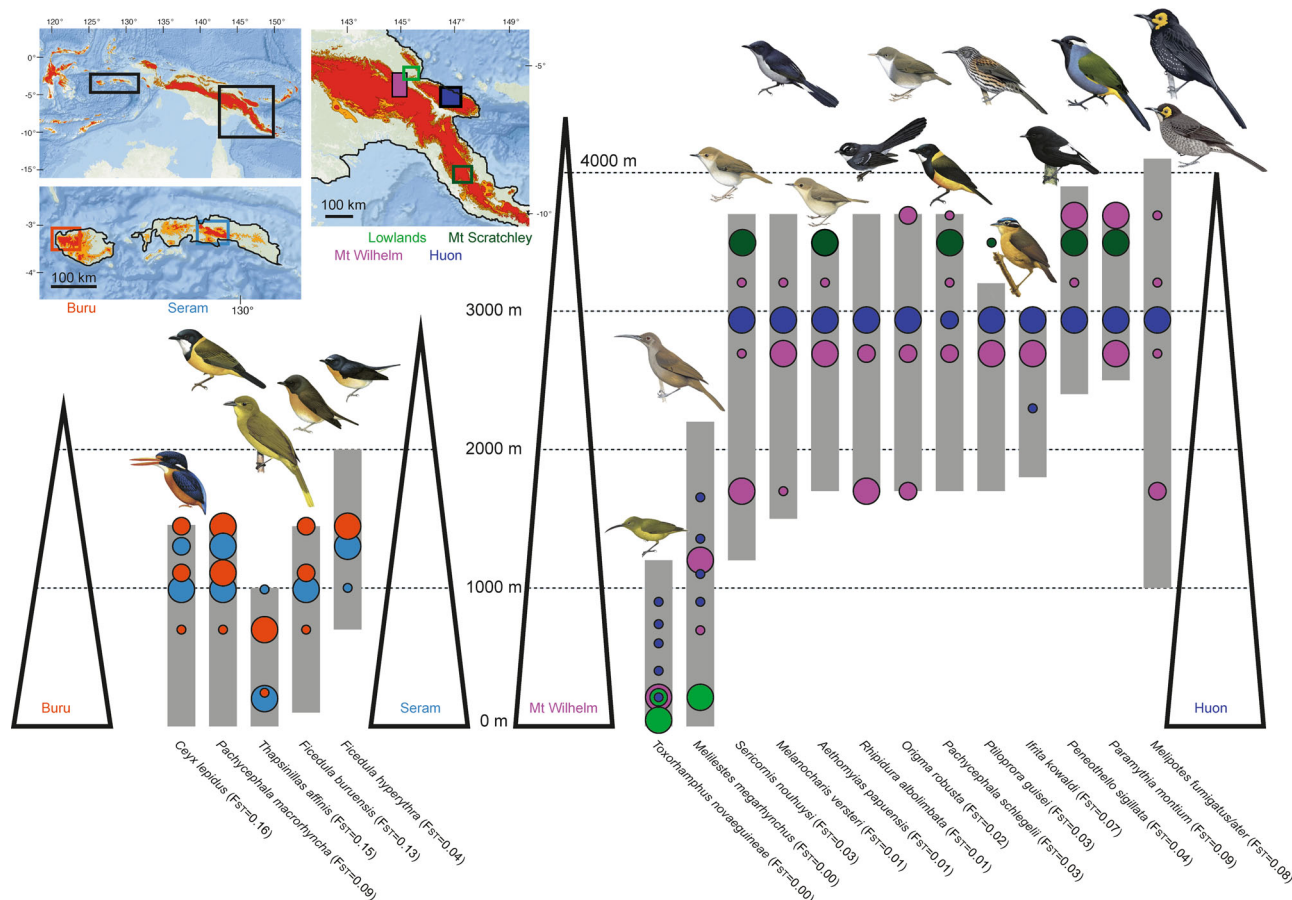 120° 125° 130° 135° 140° 145° 150°
0°
-5°
-10°
-15°
143° 145° 147° 149°
-5°
-10°
100 km
Lowlands Mt Scratchley
Mt Wilhelm Huon
-3°
-4°
100 km
130°
Buru Seram
4000 m
3000 m
2000 m
1000 m
0 m
Buru
Seram
Mt Wilhelm
Huon
Ceyx lepidus (FST=0.16)
Pachycephala macrorhyncha (FST=0.09)
Thapsinillas affinis (FST=0.15)
Ficedula buruensis (FST=0.13)
Ficedula hyperythra (FST=0.04)
Toxorhamphus novaeguineae (FST=0.00)
Melilestes megarhynchus (FST=0.00)
Sericornis nouhuysi (FST=0.03)
Melanocharis versteri (FST=0.01)
Aethomyias papuensis (FST=0.01)
Rhipidura albolimbata (FST=0.01)
Origma robusta (FST=0.02)
Pachycephala schlegelii (FST=0.03)
Ptiloprora guisei (FST=0.03)
Ifrita kowaldi (FST=0.07)
Peneothello sigillata (FST=0.04)
Paramythia montium (FST=0.09)
Melipotes fumigatus/ater (FST=0.08)